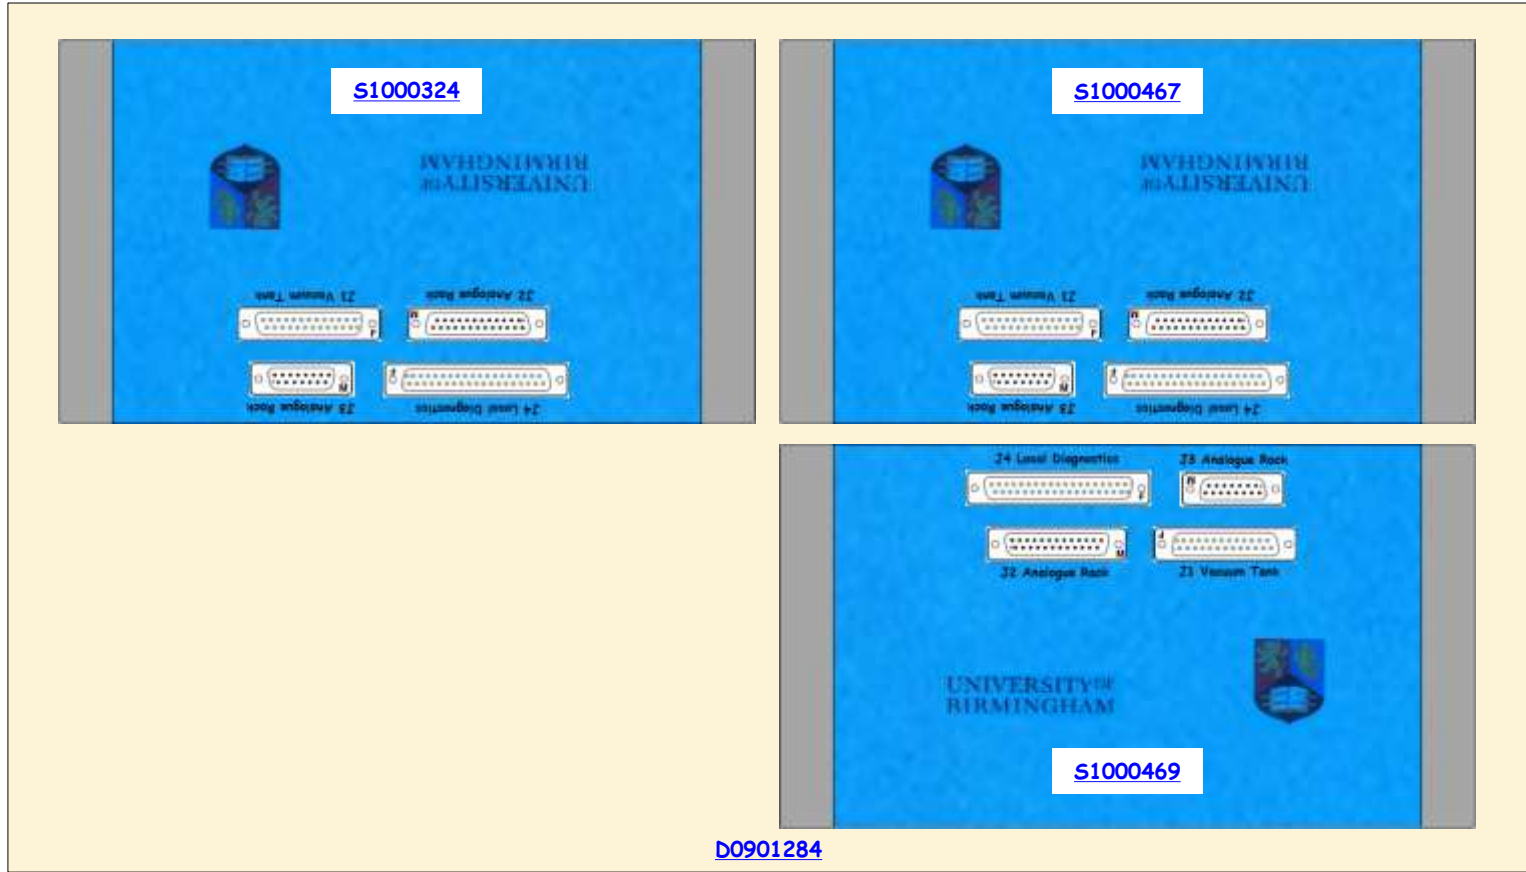 S1000324
UNIVERSITY OF
BIRMINGHAM
J1 Vacuum Tank
J2 Analogue Rack
F
M
M
F
J3 Analogue Rack
J4 Local Diagnostics
S1000467
UNIVERSITY OF
BIRMINGHAM
J1 Vacuum Tank
J2 Analogue Rack
F
M
M
F
J3 Analogue Rack
J4 Local Diagnostics
J4 Local Diagnostics
J3 Analogue Rack
F
M
M
F
J2 Analogue Rack
J1 Vacuum Tank
UNIVERSITY OF
BIRMINGHAM
S1000469
D0901284